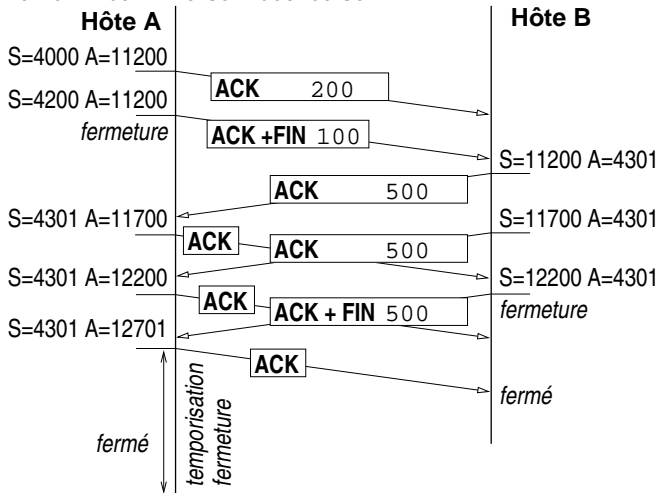 Hôte A
Hôte B
S=4000 A=11200
ACK 200
S=4200 A=11200
fermeture
ACK +FIN 100
S=11200 A=4301
ACK 500
S=4301 A=11700
S=11700 A=4301
ACK
ACK 500
S=4301 A=12200
S=12200 A=4301
ACK
ACK + FIN 500
fermeture
S=4301 A=12701
ACK
fermé
fermé
temporisation
fermeture